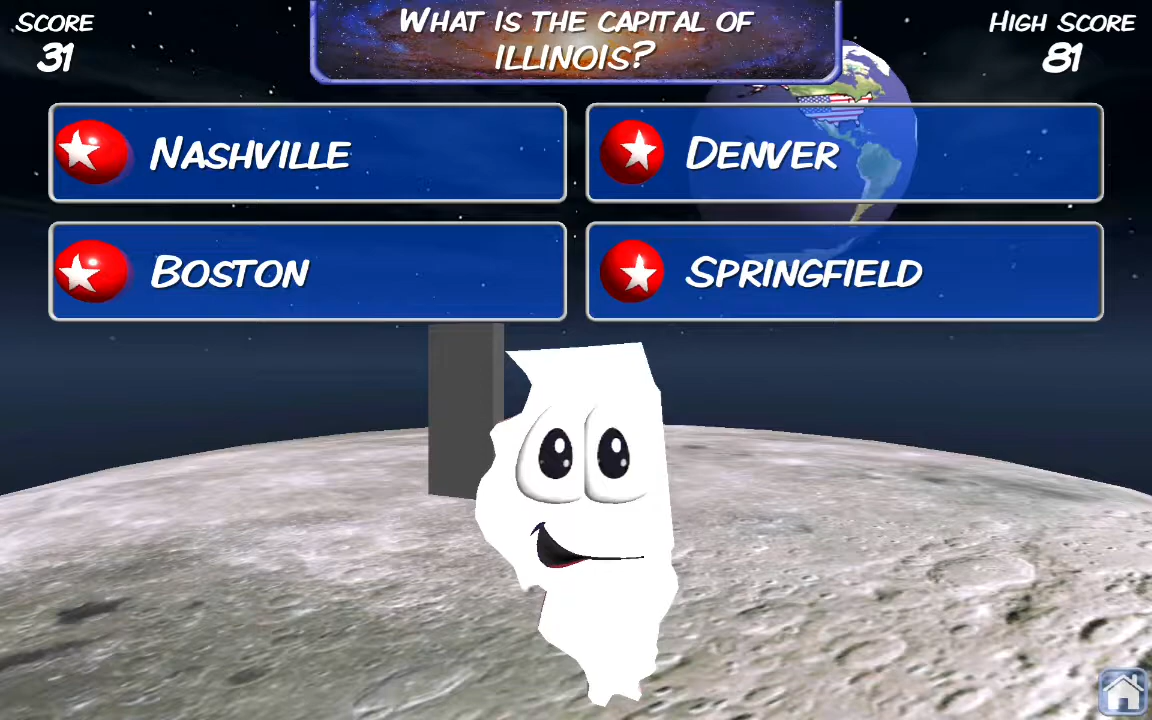 Score
31
What is the capital of
Illinois?
High Score
81
Nashville
Denver
Boston
Springfield